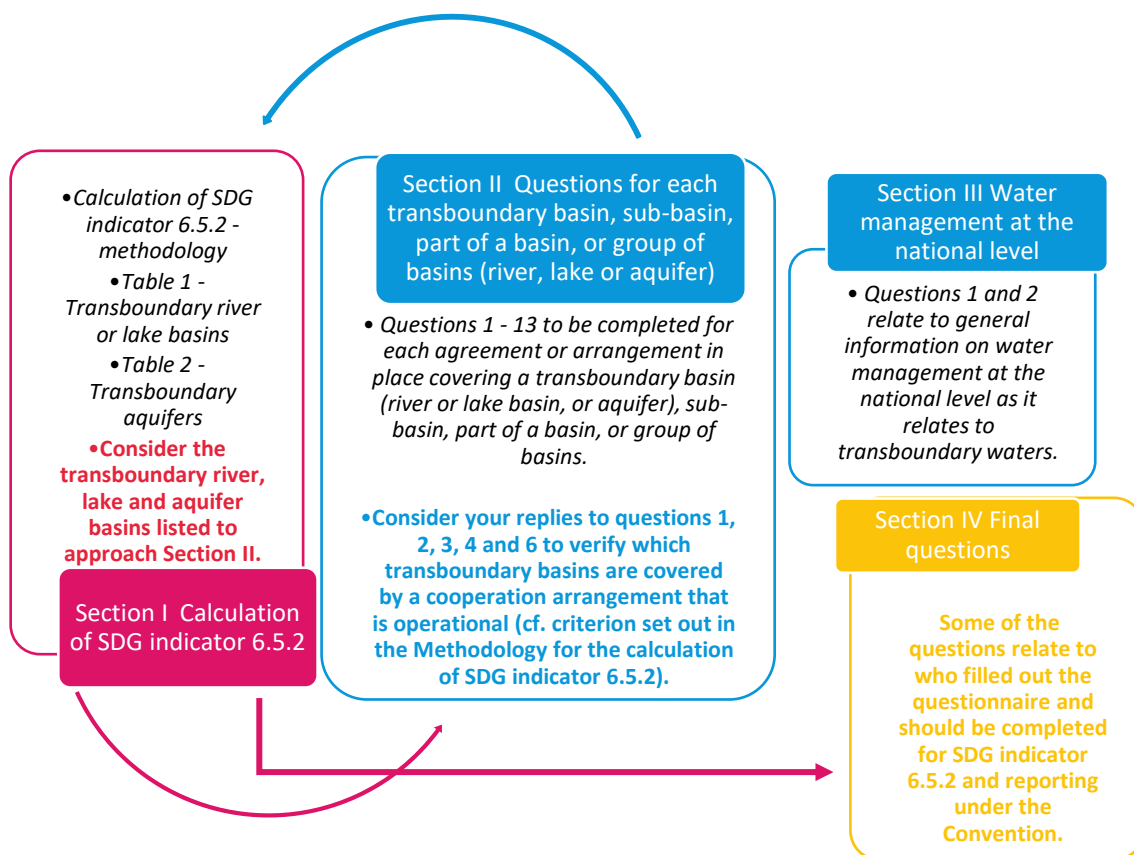 •Calculation of SDG
indicator 6.5.2 -
methodology
•Table 1 -
Transboundary river
or lake basins
•Table 2 -
Transboundary
aquifers
•Consider the
transboundary river,
lake and aquifer
basins listed to
approach Section II.
Section I Calculation
of SDG indicator 6.5.2
Section II Questions for each
transboundary basin, sub-basin,
part of a basin, or group of
basins (river, lake or aquifer)
• Questions 1 - 13 to be completed for
each agreement or arrangement in
place covering a transboundary basin
(river or lake basin, or aquifer), sub-
basin, part of a basin, or group of
basins.
•Consider your replies to questions 1,
2, 3, 4 and 6 to verify which
transboundary basins are covered
by a cooperation arrangement that
is operational (cf. criterion set out in
the Methodology for the calculation
of SDG indicator 6.5.2).
Section III Water
management at the
national level
• Questions 1 and 2
relate to general
information on water
management at the
national level as it
relates to
transboundary waters.
Section IV Final
questions
Some of the
questions relate to
who filled out the
questionnaire and
should be completed
for SDG indicator
6.5.2 and reporting
under the
Convention.